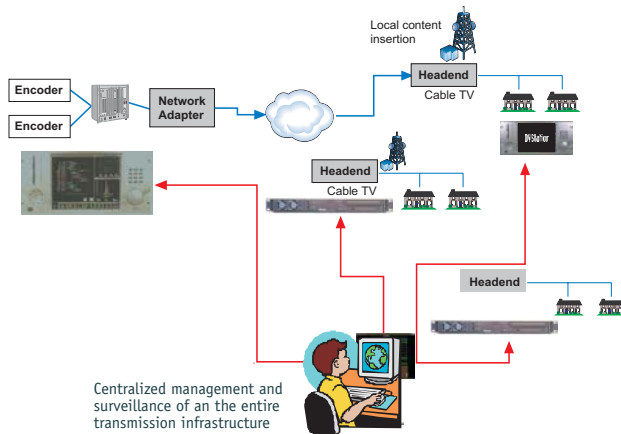 Local content
insertion
Encoder
Encoder
Network
Adapter
Headend
Cable TV
DVStation
Headend
Cable TV
Headend
Centralized management and
surveillance of an the entire
transmission infrastructure